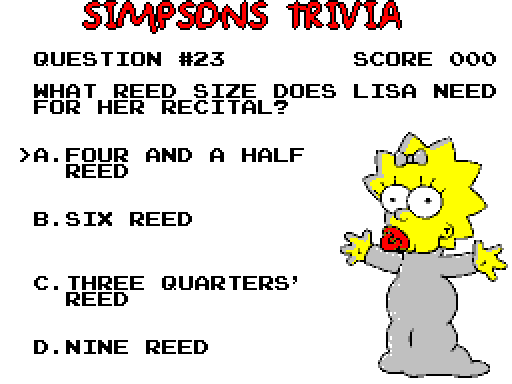 SIMPSONS TRIVIA
QUESTION #23 SCORE 000
WHAT REED SIZE DOES LISA NEED
FOR HER RECITAL?
>A.FOUR AND A HALF
REED
B.SIX REED
C.THREE QUARTERS'
REED
D.NINE REED